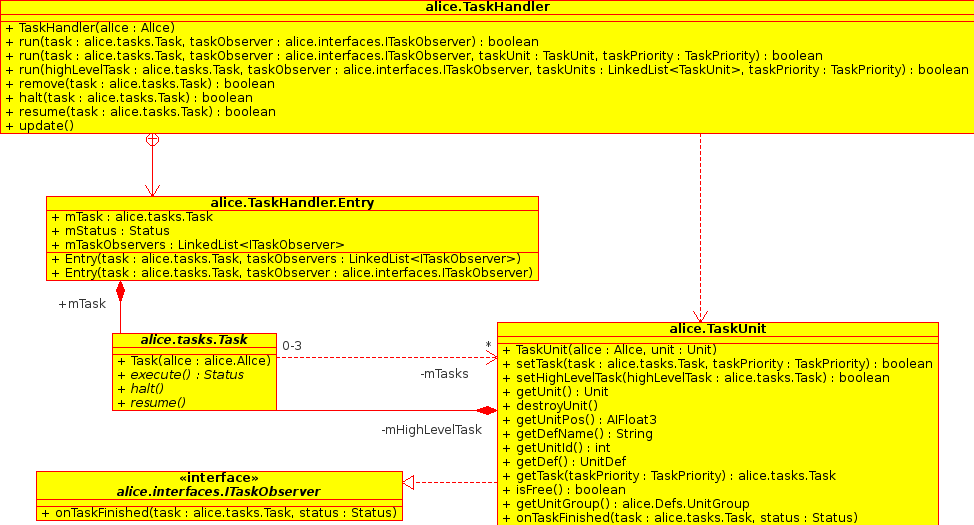 alice.TaskHandler
+ TaskHandler(alice : Alice)
+ run(task : alice.tasks.Task, taskObserver : alice.interfaces.ITaskObserver) : boolean
+ run(task : alice.tasks.Task, taskObserver : alice.interfaces.ITaskObserver, taskUnit : TaskUnit, taskPriority : TaskPriority) : boolean
+ run(highLevelTask : alice.tasks.Task, taskObserver : alice.interfaces.ITaskObserver, taskUnits : LinkedList<TaskUnit>, taskPriority : TaskPriority) : boolean
+ remove(task : alice.tasks.Task) : boolean
+ halt(task : alice.tasks.Task) : boolean
+ resume(task : alice.tasks.Task) : boolean
+ update()
alice.TaskHandler.Entry
+ mTask : alice.tasks.Task
+ mStatus : Status
+ mTaskObservers : LinkedList<ITaskObserver>
+ Entry(task : alice.tasks.Task, taskObservers : LinkedList<ITaskObserver>)
+ Entry(task : alice.tasks.Task, taskObserver : alice.interfaces.ITaskObserver)
+mTask
alice.tasks.Task
+ Task(alice : alice.Alice)
+ execute() : Status
+ halt()
+ resume()
0-3
*
-mTasks
-mHighLevelTask
alice.TaskUnit
+ TaskUnit(alice : Alice, unit : Unit)
+ setTask(task : alice.tasks.Task, taskPriority : TaskPriority) : boolean
+ setHighLevelTask(highLevelTask : alice.tasks.Task) : boolean
+ getUnit() : Unit
+ destroyUnit()
+ getUnitPos() : AIFloat3
+ getDefName() : String
+ getUnitId() : int
+ getDef() : UnitDef
+ getTask(taskPriority : TaskPriority) : alice.tasks.Task
+ isFree() : boolean
+ getUnitGroup() : alice.Defs.UnitGroup
+ onTaskFinished(task : alice.tasks.Task, status : Status)
«interface»
alice.interfaces.ITaskObserver
+ onTaskFinished(task : alice.tasks.Task, status : Status)